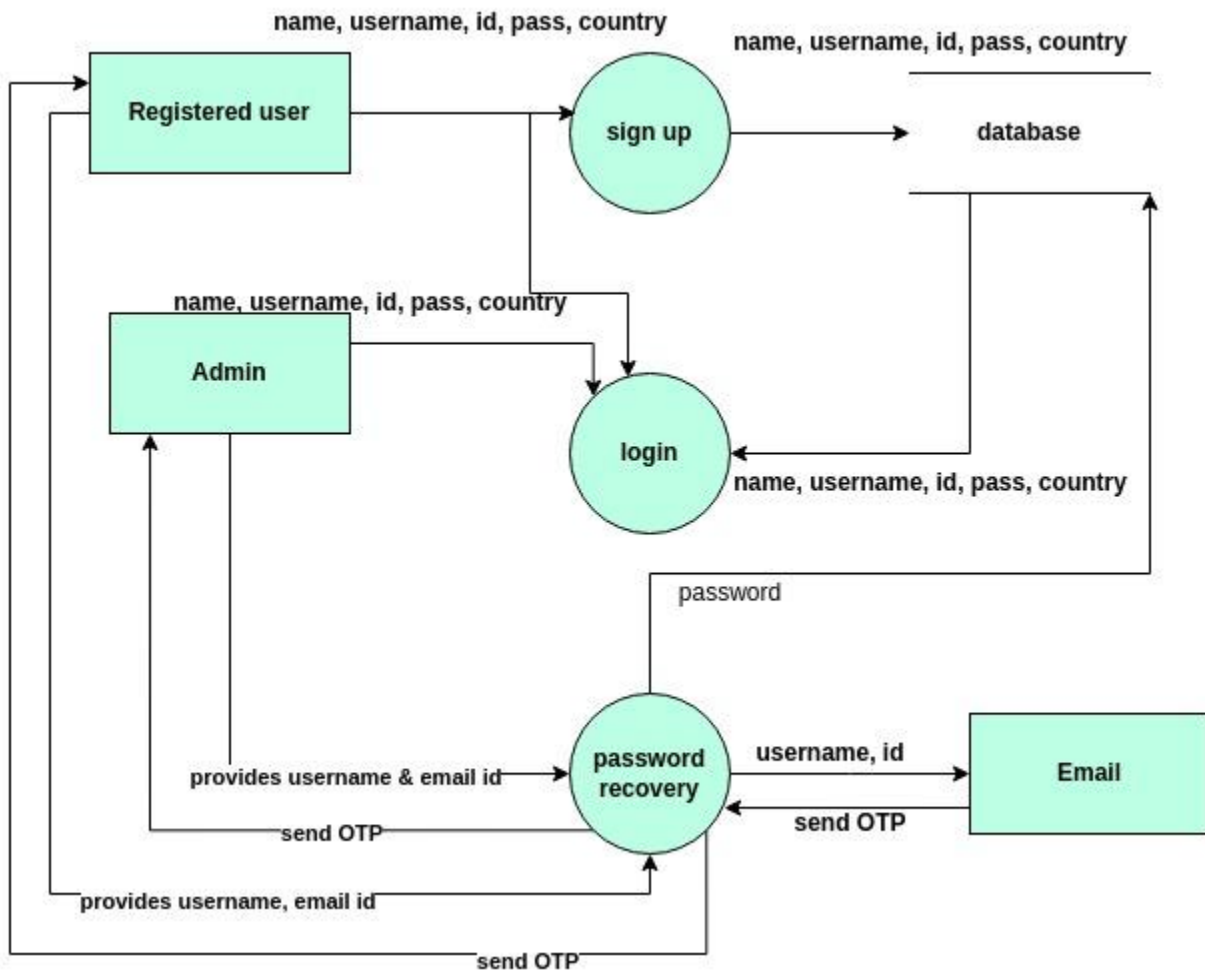 name, username, id, pass, country
name, username, id, pass, country
Registered user
sign up
database
name, username, id, pass, country
Admin
login
name, username, id, pass, country
password
password
recovery
username, id
Email
provides username & email id
send OTP
send OTP
provides username, email id
send OTP